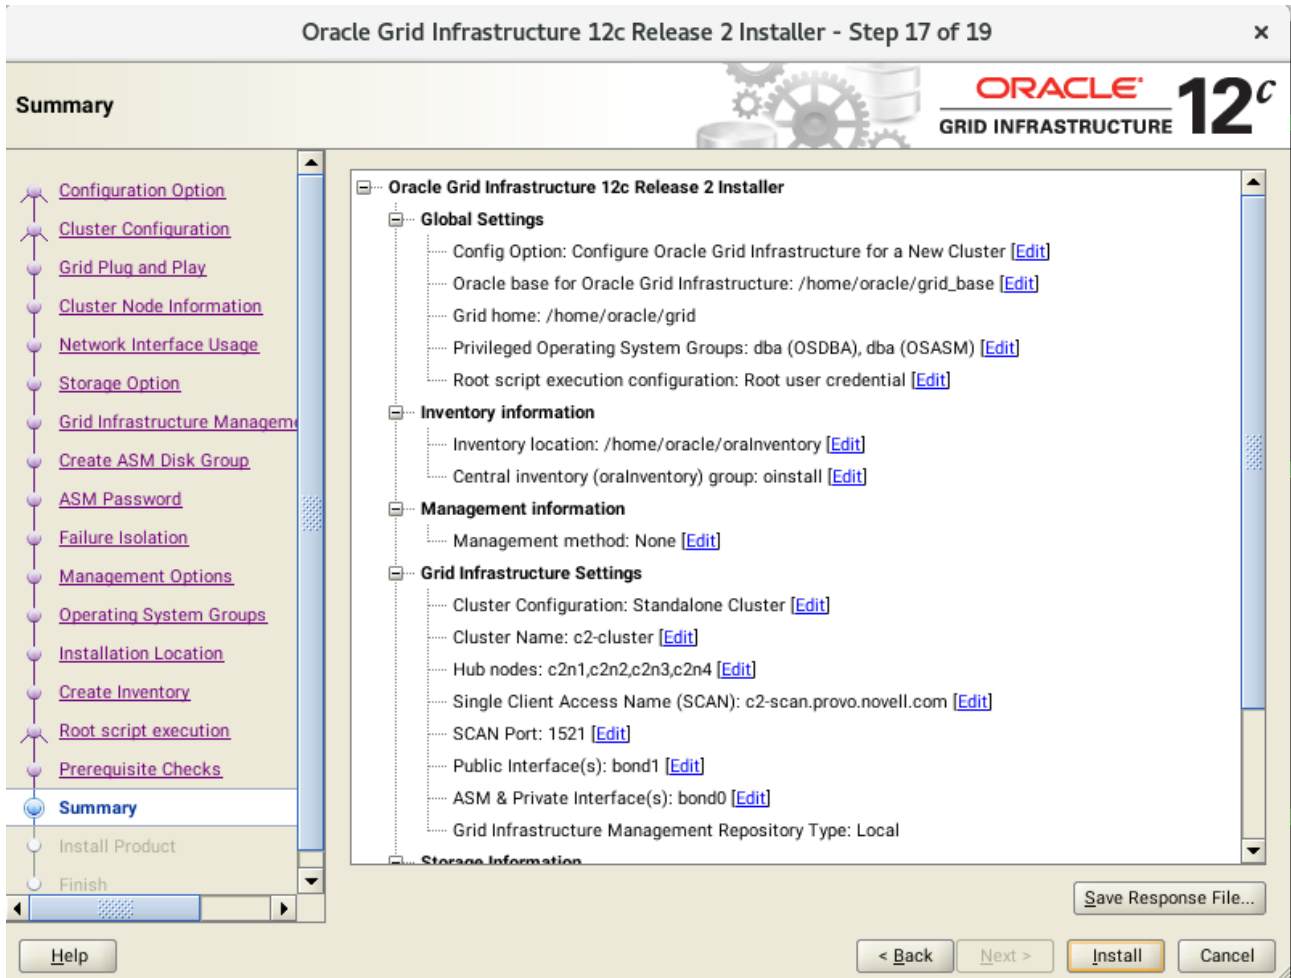 Oracle Grid Infrastructure 12c Release 2 Installer - Step 17 of 19
Summary
ORACLE
GRID INFRASTRUCTURE
12c
Configuration Option
Cluster Configuration
Grid Plug and Play
Cluster Node Information
Network Interface Usage
Storage Option
Grid Infrastructure Manageme
Create ASM Disk Group
ASM Password
Failure Isolation
Management Options
Operating System Groups
Installation Location
Create Inventory
Root script execution
Prerequisite Checks
Summary
Install Product
Finish
Oracle Grid Infrastructure 12c Release 2 Installer
Global Settings
Config Option: Configure Oracle Grid Infrastructure for a New Cluster [Edit]
Oracle base for Oracle Grid Infrastructure: /home/oracle/grid_base [Edit]
Grid home: /home/oracle/grid
Privileged Operating System Groups: dba (OSDBA), dba (OSASM) [Edit]
Root script execution configuration: Root user credential [Edit]
Inventory information
Inventory location: /home/oracle/oraInventory [Edit]
Central inventory (oraInventory) group: oinstall [Edit]
Management information
Management method: None [Edit]
Grid Infrastructure Settings
Cluster Configuration: Standalone Cluster [Edit]
Cluster Name: c2-cluster [Edit]
Hub nodes: c2n1,c2n2,c2n3,c2n4 [Edit]
Single Client Access Name (SCAN): c2-scan.provo.novell.com [Edit]
SCAN Port: 1521 [Edit]
Public Interface(s): bond1 [Edit]
ASM & Private Interface(s): bond0 [Edit]
Grid Infrastructure Management Repository Type: Local
Storage Information
Save Response File...
Help
< Back
Next >
Install
Cancel